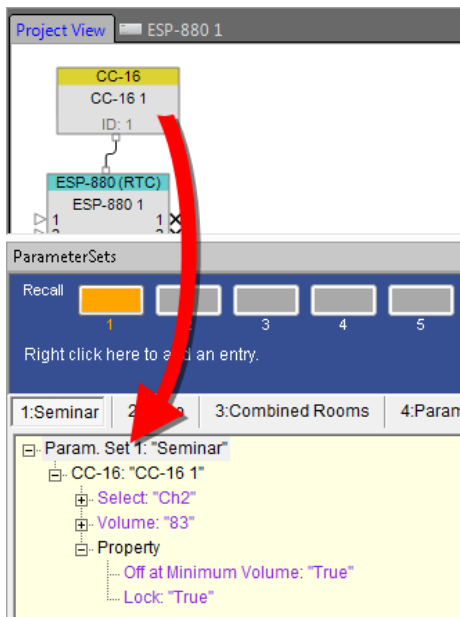 Project View ESP-880 1
CC-16
CC-16 1
ID: 1
ESP-880 (RTC)
ESP-880 1
1 1
ParameterSets
Recall
1 3 4 5
Right click here to add an entry.
1:Seminar 3:Combined Rooms 4:Param
Param. Set 1: "Seminar"
CC-16: "CC-16 1"
Select: "Ch2"
Volume: "83"
Property
Off at Minimum Volume: "True"
Lock: "True"